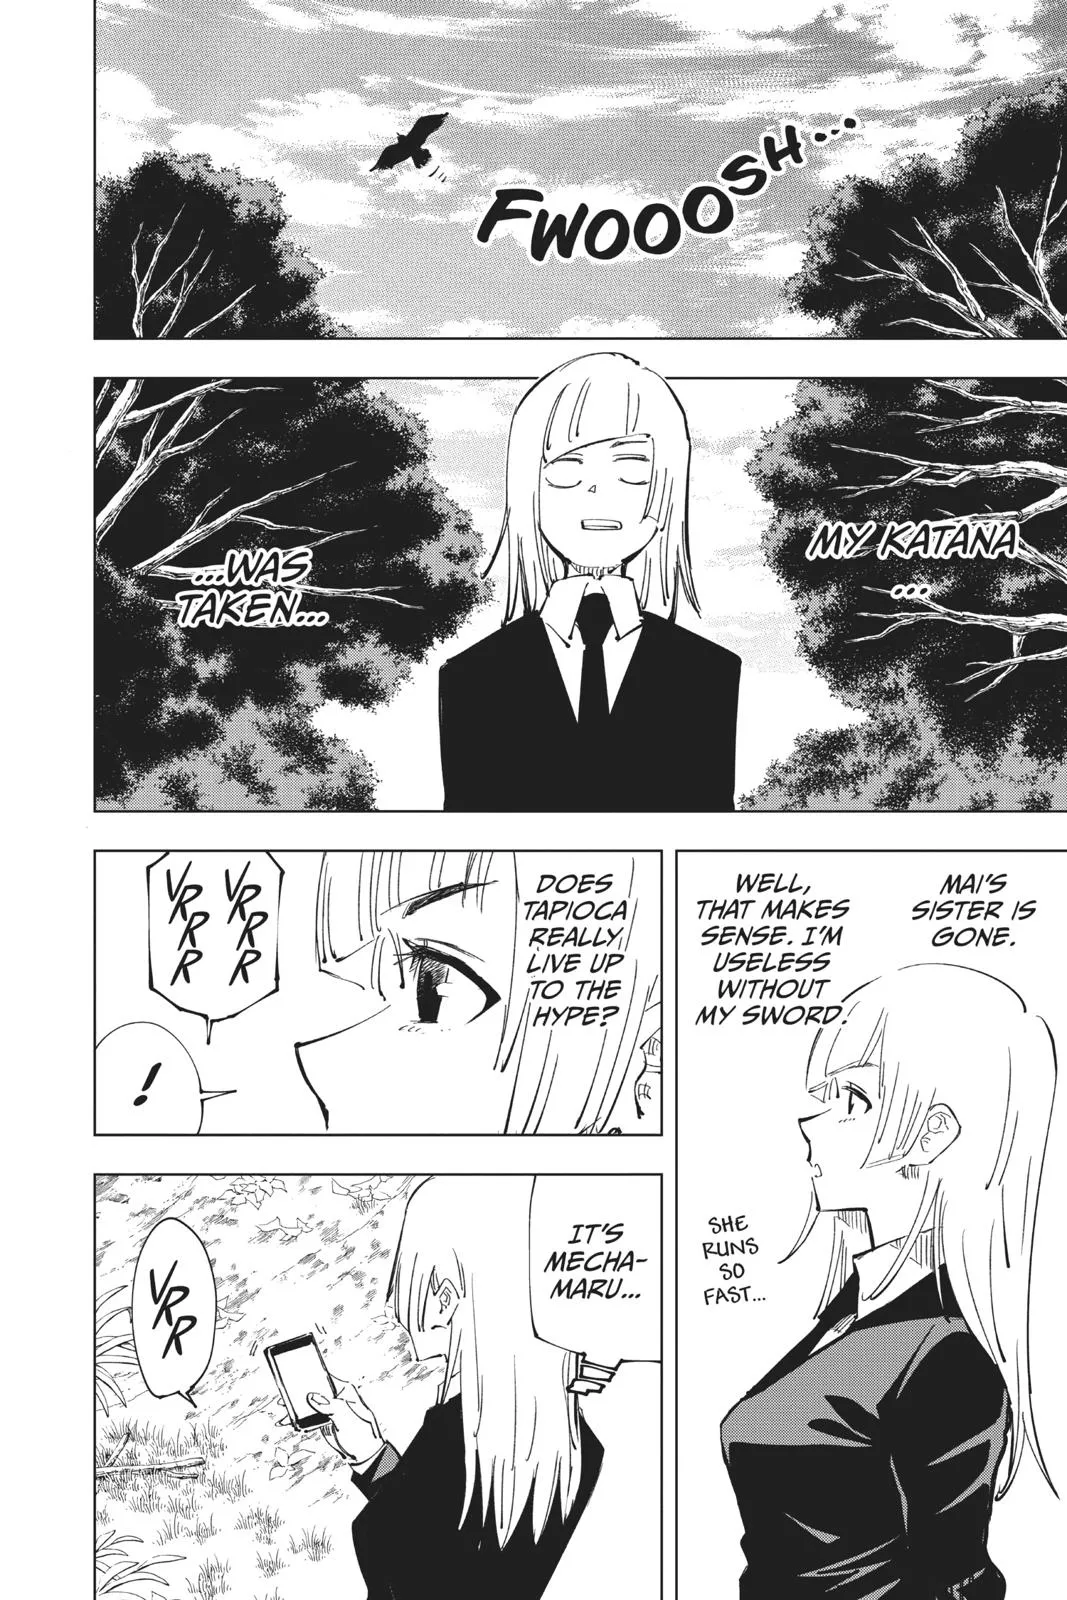 FWOOOSH...
MY KATANA
...
...WAS
TAKEN...
MAI'S
SISTER IS
GONE.
WELL,
THAT MAKES
SENSE. I'M
USELESS
WITHOUT
MY SWORD.
SHE
RUNS
SO
FAST...
DOES
TAPIOCA
REALLY
LIVE UP
TO THE
HYPE?
VRRR
VRRR
!
IT'S
MECHA-
MARU...
VRR